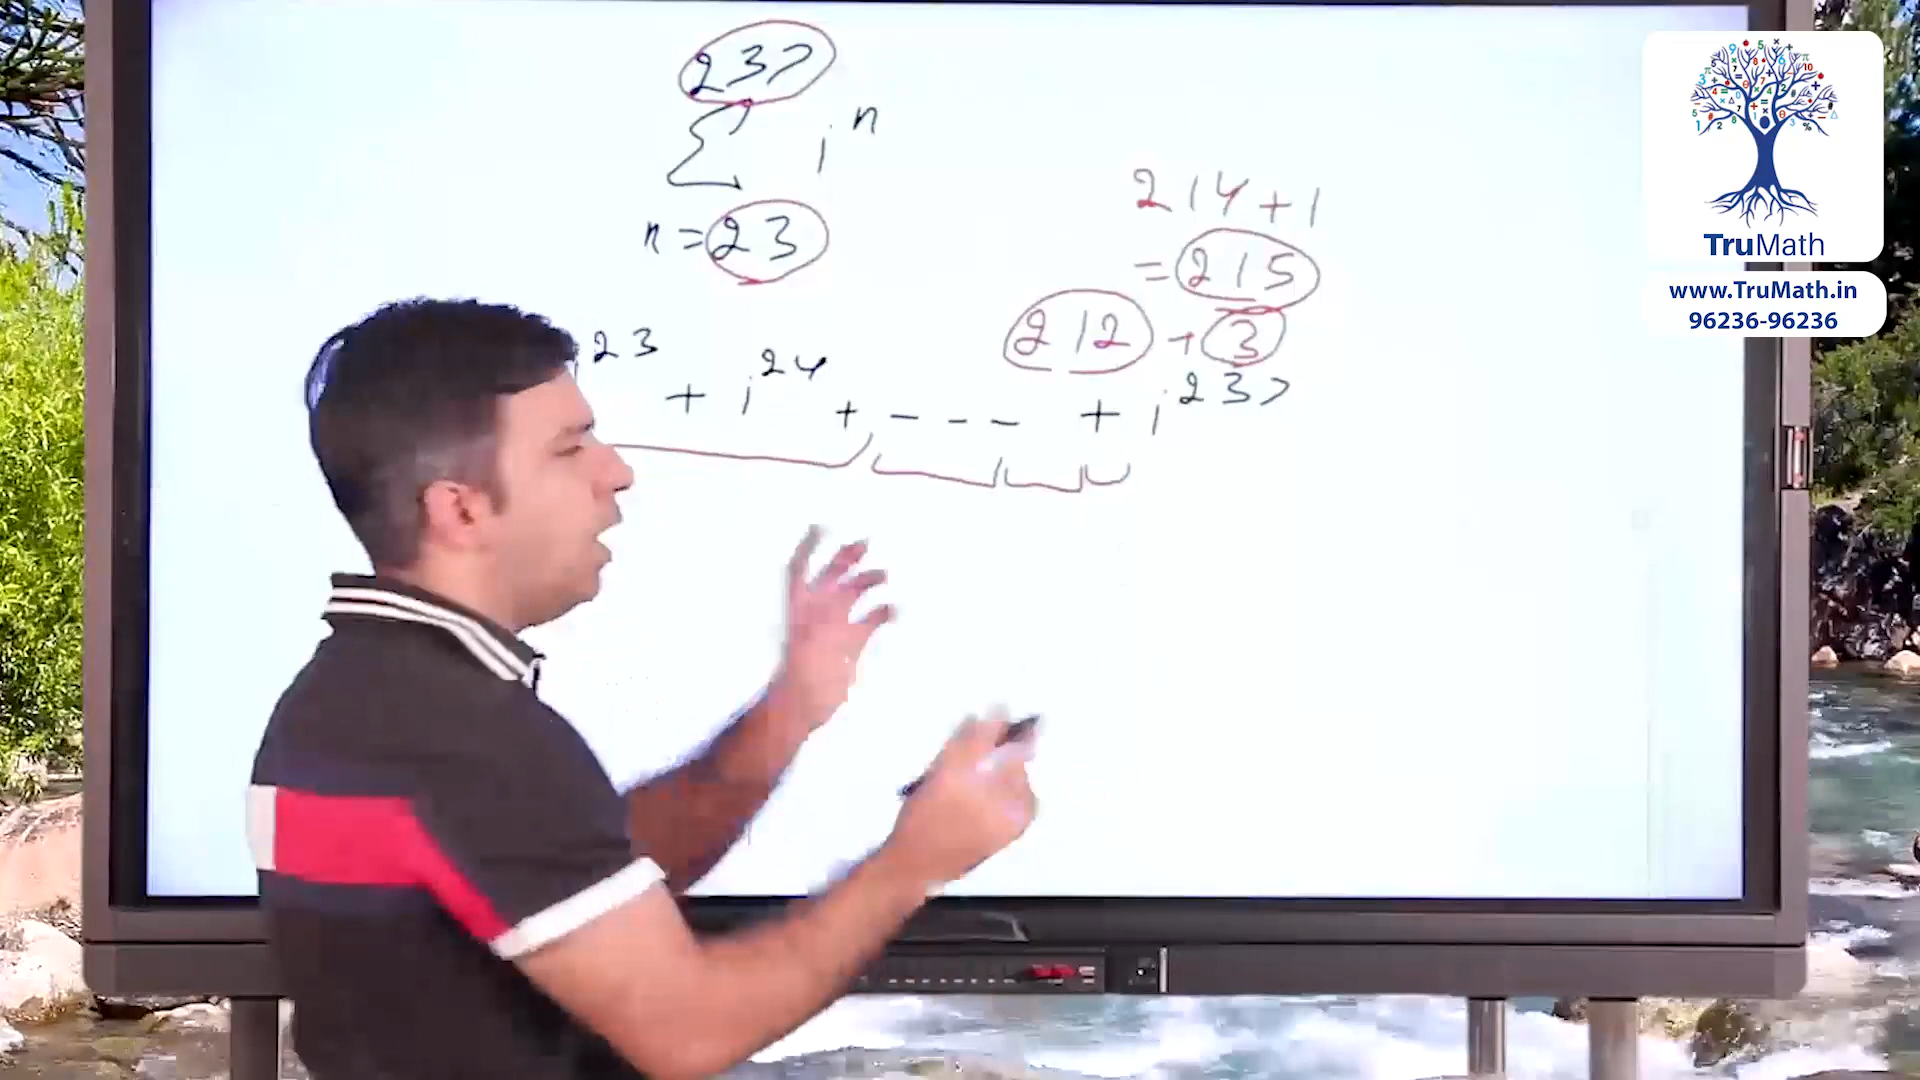 237
∑ i^n
n = 23
214 + 1
= 215
212 + 3
23 + i^24 + - - - + i^237
TruMath
www.TruMath.in
96236-96236